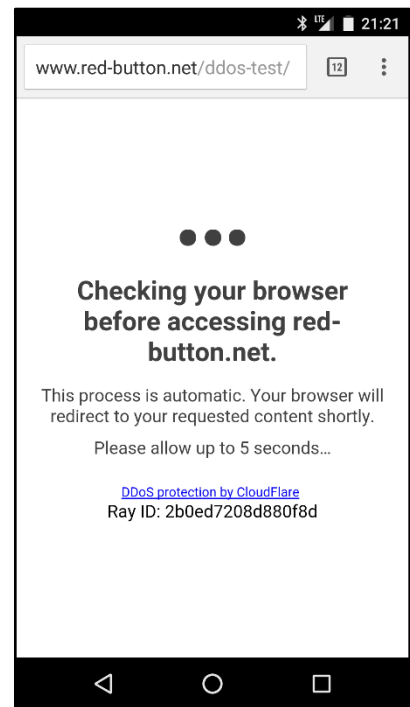 LTE 21:21
www.red-button.net/ddos-test/ 12
Checking your browser
before accessing red-
button.net.
This process is automatic. Your browser will
redirect to your requested content shortly.
Please allow up to 5 seconds…
DDoS protection by CloudFlare
Ray ID: 2b0ed7208d880f8d